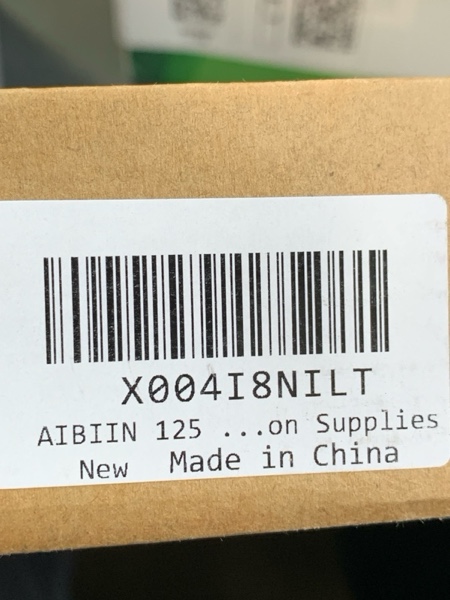 X004I8NILT
AIBIIN 125 ...on Supplies
New Made in China